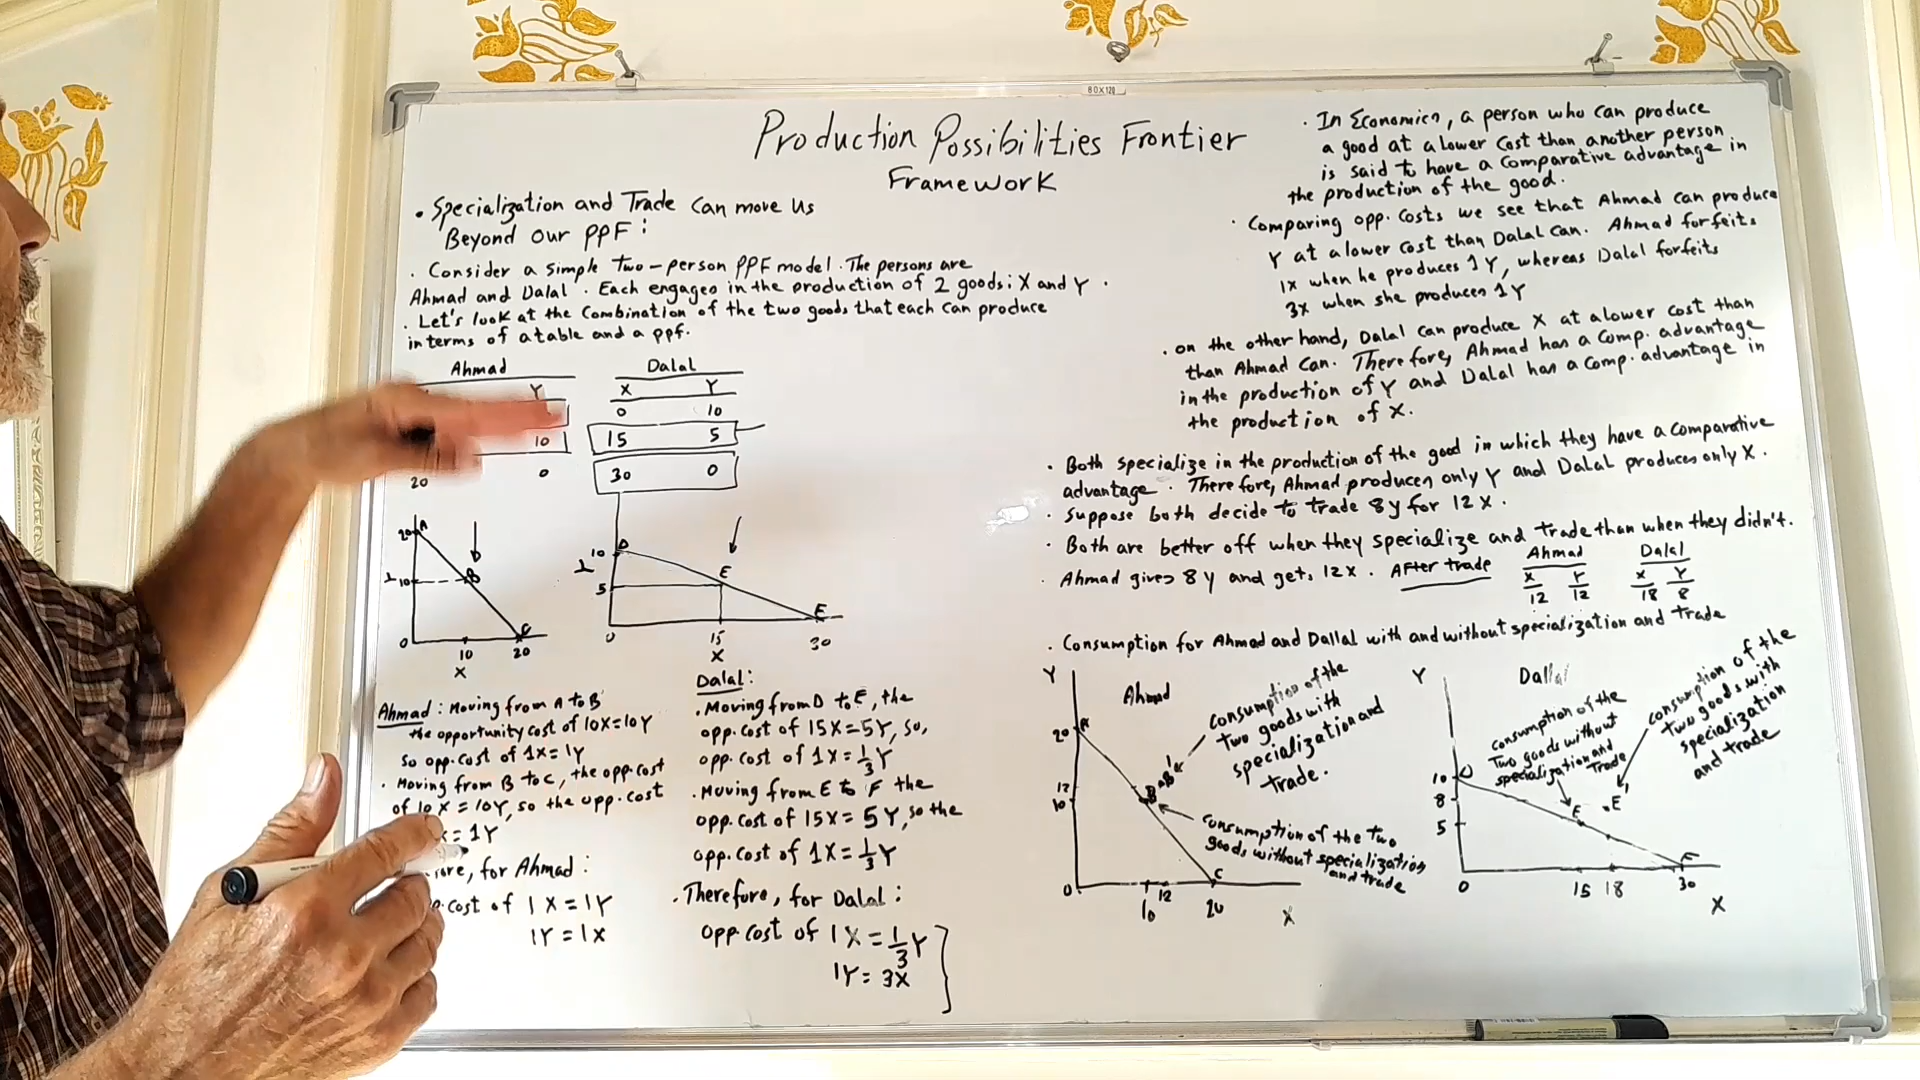 80X120
Production Possibilities Frontier
Framework
• Specialization and Trade can move us
Beyond our PPF:
. Consider a simple Two-person PPF model. The persons are
Ahmad and Dalal. Each engages in the production of 2 goods: X and Y.
. Let's look at the combination of the two goods that each can produce
in terms of a table and a ppf.
Ahmad
Y
10
20 0
Dalal
X Y
0 10
15 5
30 0
20 A
Y 10 B
0 10 20
C
X
10 D
Y
5 E
F
0 15 30
X
Ahmad: Moving from A to B
the opportunity cost of 10X=10Y
so opp. cost of 1X=1Y
. Moving from B to C, the opp. cost
of 10X=10Y, so the opp. cost
X=1Y
for Ahmad:
cost of 1X=1Y
1Y=1X
Dalal:
. Moving from D to E, the
opp. cost of 15X=5Y, so,
opp. cost of 1X=1/3Y
. Moving from E to F the
opp. cost of 15X=5Y, so the
opp. cost of 1X=1/3Y
. Therefore, for Dalal:
opp. cost of 1X=1/3Y
1Y=3X
. In Economics, a person who can produce
a good at a lower cost than another person
is said to have a comparative advantage in
the production of the good.
. Comparing opp. costs we see that Ahmad can produce
Y at a lower cost than Dalal can. Ahmad forfeits
1X when he produces 1Y, whereas Dalal forfeits
3X when she produces 1Y
. on the other hand, Dalal can produce X at a lower cost than
than Ahmad can. Therefore, Ahmad has a comp. advantage
in the production of Y and Dalal has a comp. advantage in
the production of X.
. Both specialize in the production of the good in which they have a comparative
advantage. Therefore, Ahmad produces only Y and Dalal produces only X.
. Suppose both decide to trade 8y for 12X.
. Both are better off when they specialize and trade than when they didn't.
. Ahmad gives 8Y and gets 12X. After trade
Ahmad Dalal
X Y X Y
12 12 18 8
. Consumption for Ahmad and Dallal with and without specialization and Trade
Y
Ahmad
20 A
12
10
B B'
C
0 10 12 20
X
consumption of the
two goods with
specialization and
trade.
consumption of the two
goods without specialization
and trade
Y
10 D
8
5
E E'
F
0 15 18 30
X
consumption of the
two goods without
specialization and
trade
consumption of the
two goods with
specialization
and trade